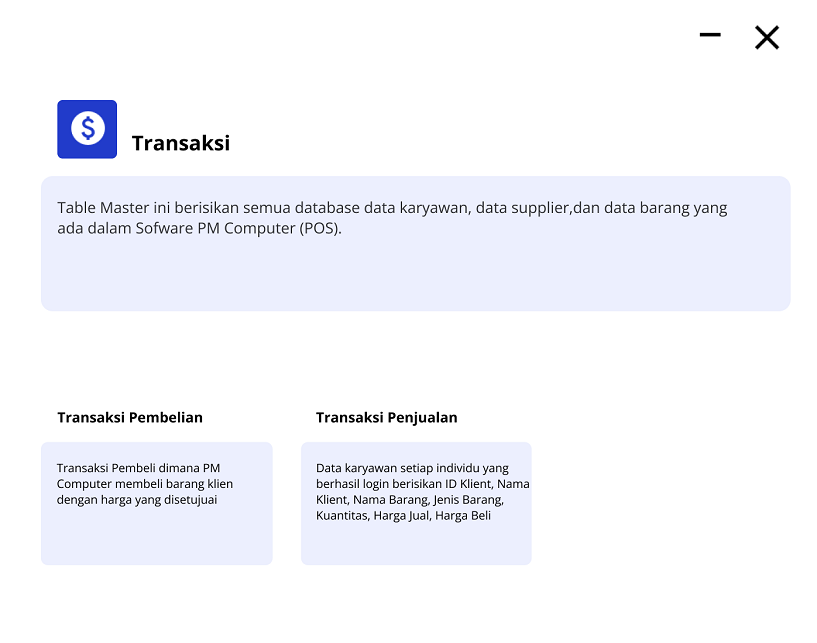 $
Transaksi
Table Master ini berisikan semua database data karyawan, data supplier,dan data barang yang
ada dalam Sofware PM Computer (POS).
Transaksi Pembelian
Transaksi Pembeli dimana PM
Computer membeli barang klien
dengan harga yang disetujuai
Transaksi Penjualan
Data karyawan setiap individu yang
berhasil login berisikan ID Klient, Nama
Klient, Nama Barang, Jenis Barang,
Kuantitas, Harga Jual, Harga Beli